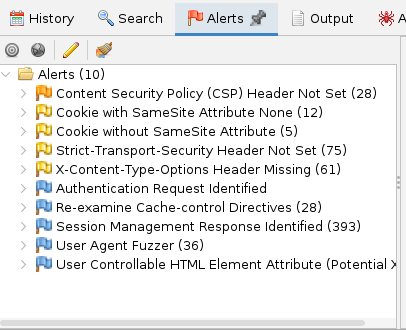 History Search Alerts Output
Alerts (10)
Content Security Policy (CSP) Header Not Set (28)
Cookie with SameSite Attribute None (12)
Cookie without SameSite Attribute (5)
Strict-Transport-Security Header Not Set (75)
X-Content-Type-Options Header Missing (61)
Authentication Request Identified
Re-examine Cache-control Directives (28)
Session Management Response Identified (393)
User Agent Fuzzer (36)
User Controllable HTML Element Attribute (Potential X